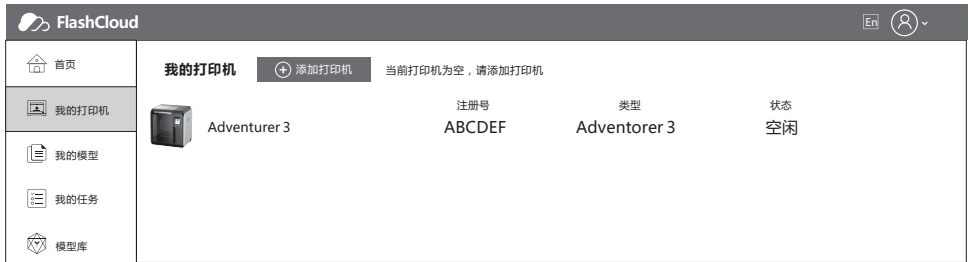 FlashCloud
En
首页
我的打印机
我的模型
我的任务
模型库
我的打印机 添加打印机 当前打印机为空，请添加打印机
注册号 类型 状态
Adventurer 3 ABCDEF Adventorer 3 空闲